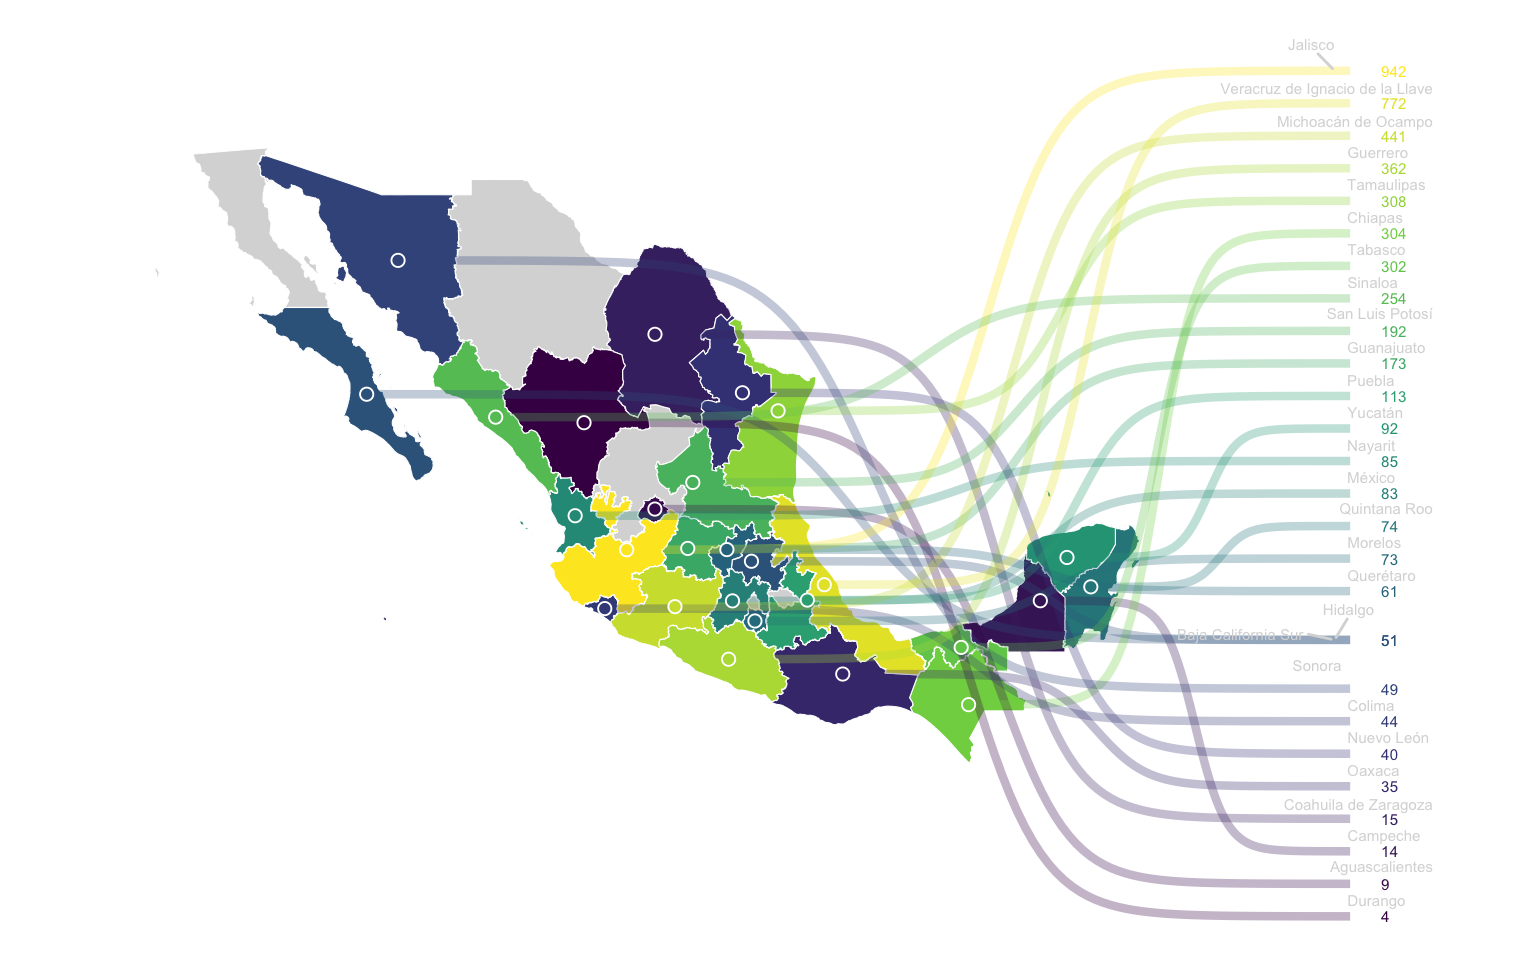 Jalisco
942
Veracruz de Ignacio de la Llave
772
Michoacán de Ocampo
441
Guerrero
362
Tamaulipas
308
Chiapas
304
Tabasco
302
Sinaloa
254
San Luis Potosí
192
Guanajuato
173
Puebla
113
Yucatán
92
Nayarit
85
México
83
Quintana Roo
74
Morelos
73
Querétaro
61
Hidalgo
Baja California Sur
51
Sonora
49
Colima
44
Nuevo León
40
Oaxaca
35
Coahuila de Zaragoza
15
Campeche
14
Aguascalientes
9
Durango
4